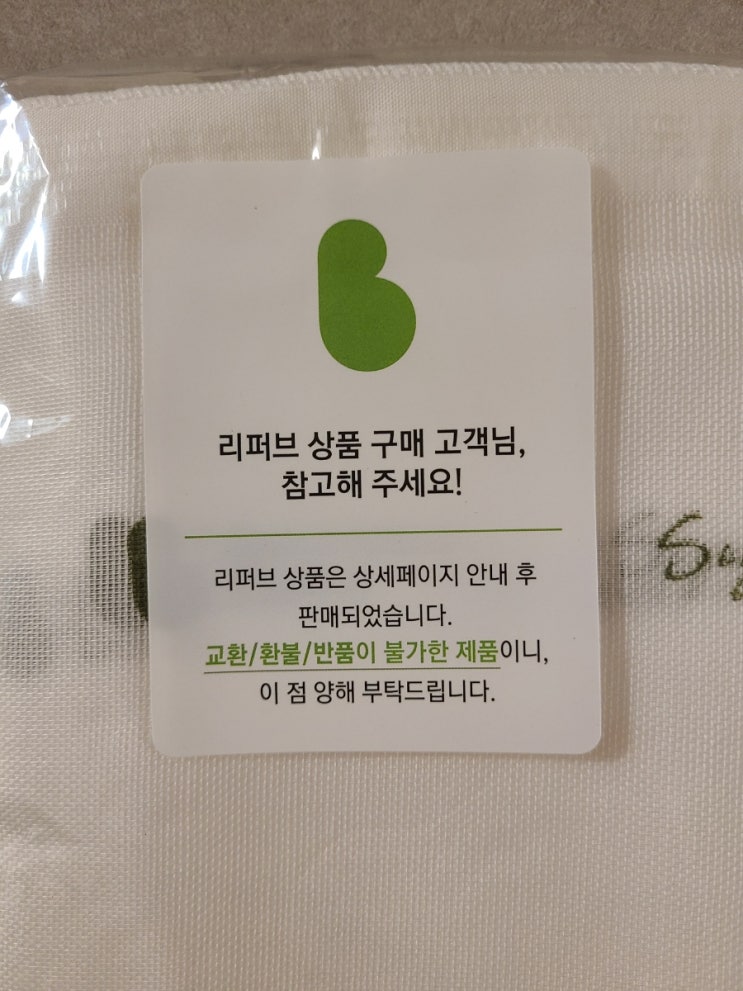 리퍼브 상품 구매 고객님,
참고해 주세요!
리퍼브 상품은 상세페이지 안내 후
판매되었습니다.
교환/환불/반품이 불가한 제품이니,
이 점 양해 부탁드립니다.